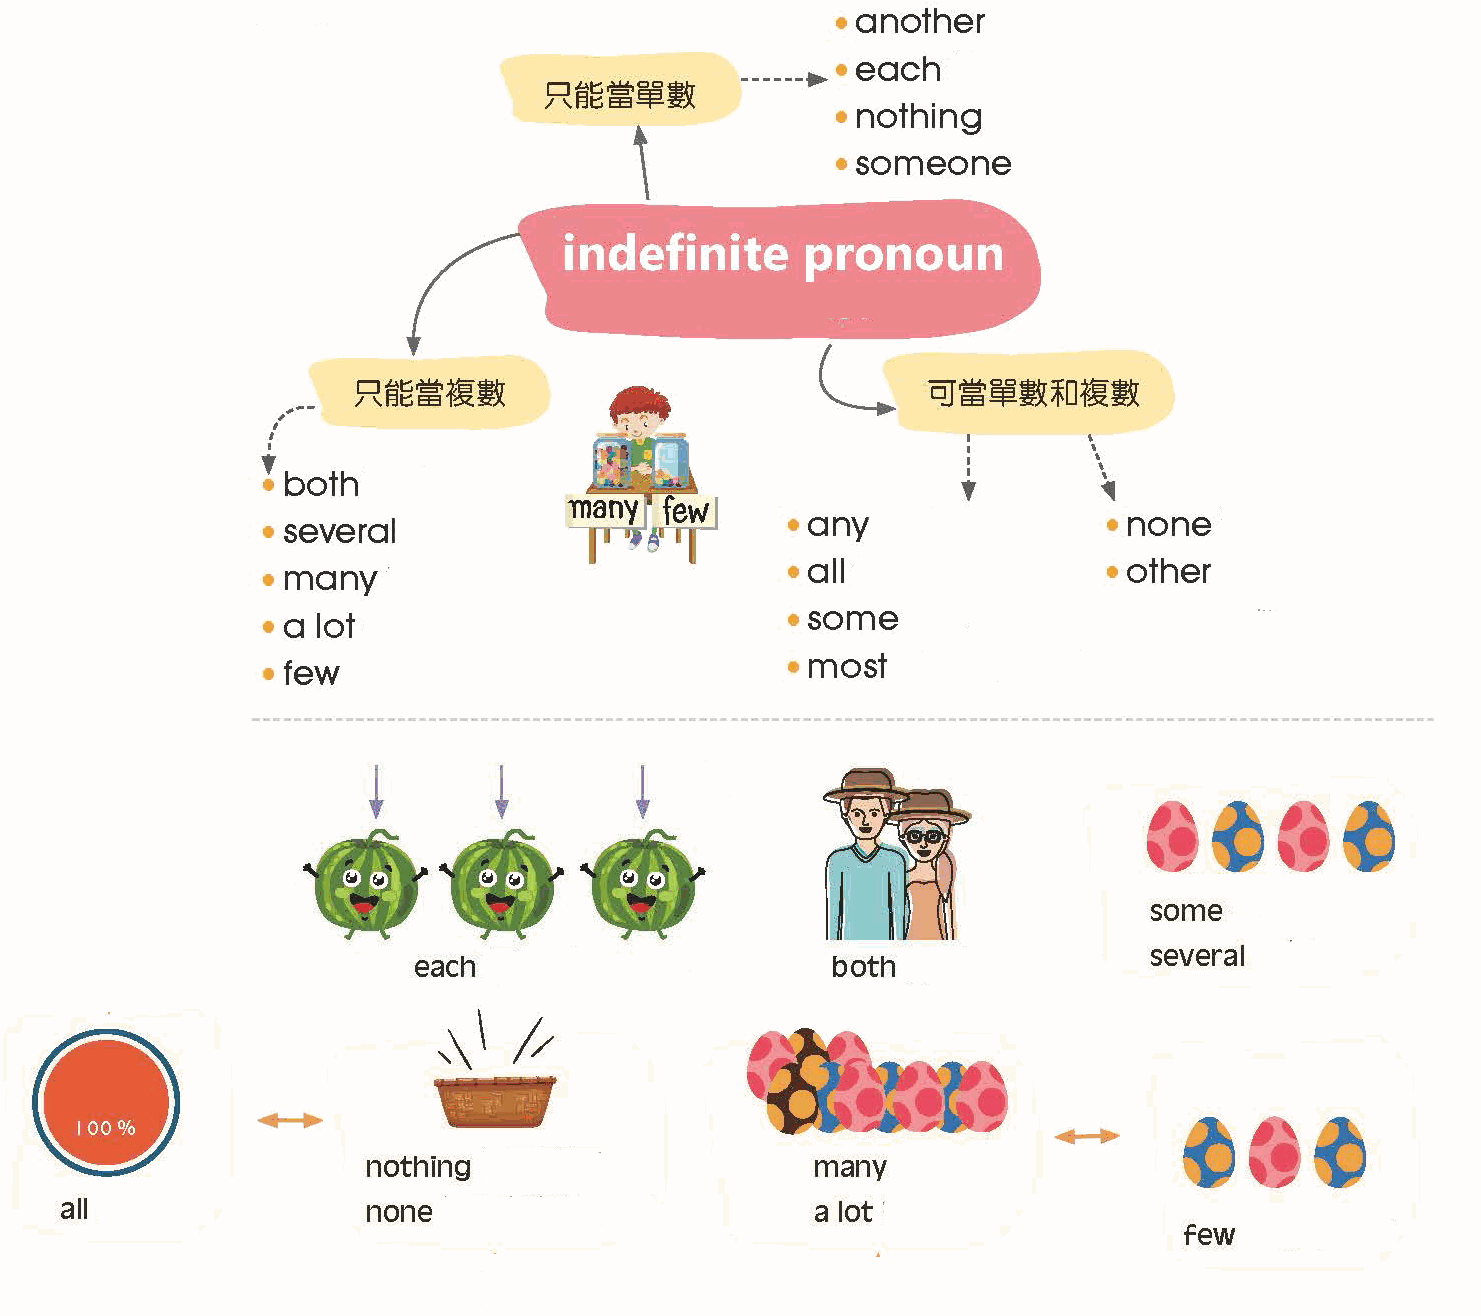 another
each
nothing
someone
只能當單數
indefinite pronoun
只能當複數
both
several
many
a lot
few
many
few
可當單數和複數
any
all
some
most
none
other
each
both
some
several
100%
all
nothing
none
many
a lot
few